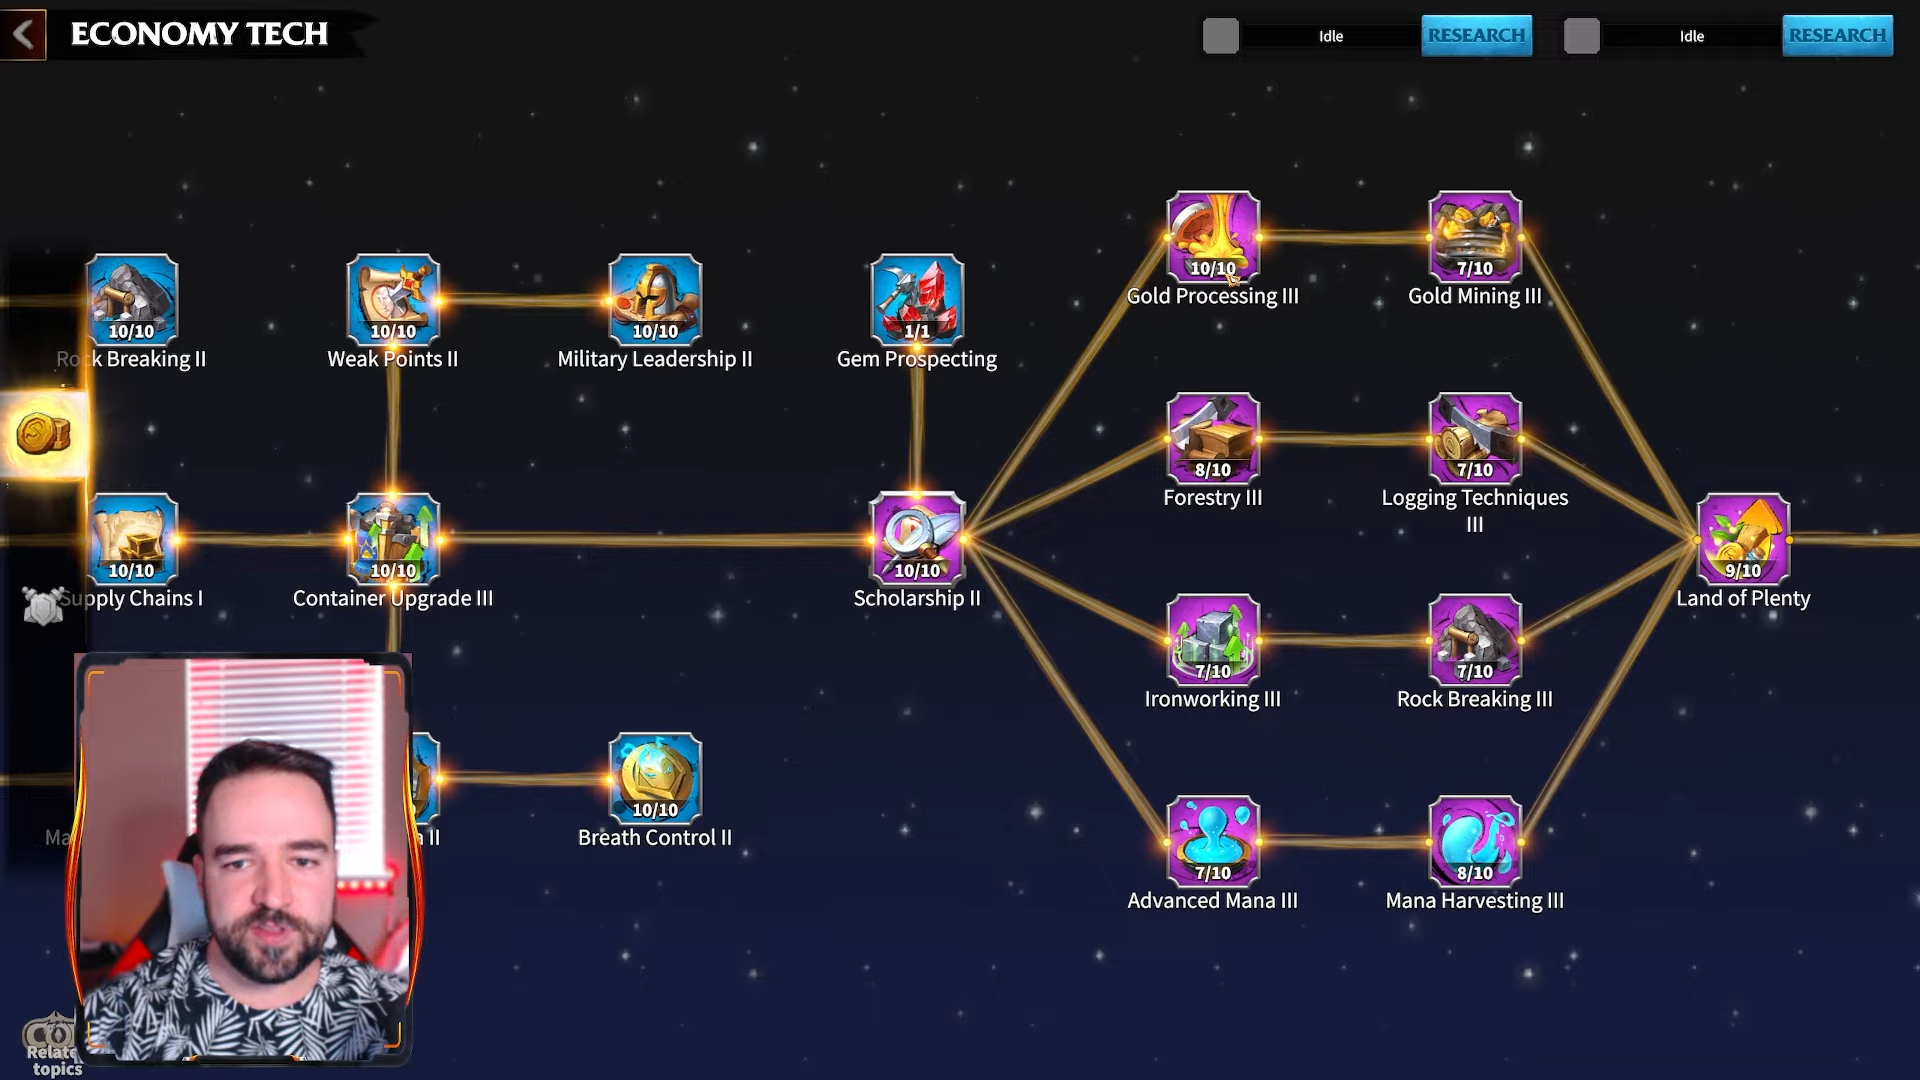 ECONOMY TECH
Idle
RESEARCH
Idle
RESEARCH
10/10
Gold Processing III
7/10
Gold Mining III
10/10
Rock Breaking II
10/10
Weak Points II
10/10
Military Leadership II
1/1
Gem Prospecting
8/10
Forestry III
7/10
Logging Techniques
III
10/10
Supply Chains I
10/10
Container Upgrade III
10/10
Scholarship II
9/10
Land of Plenty
7/10
Ironworking III
7/10
Rock Breaking III
II
10/10
Breath Control II
7/10
Advanced Mana III
8/10
Mana Harvesting III
topics